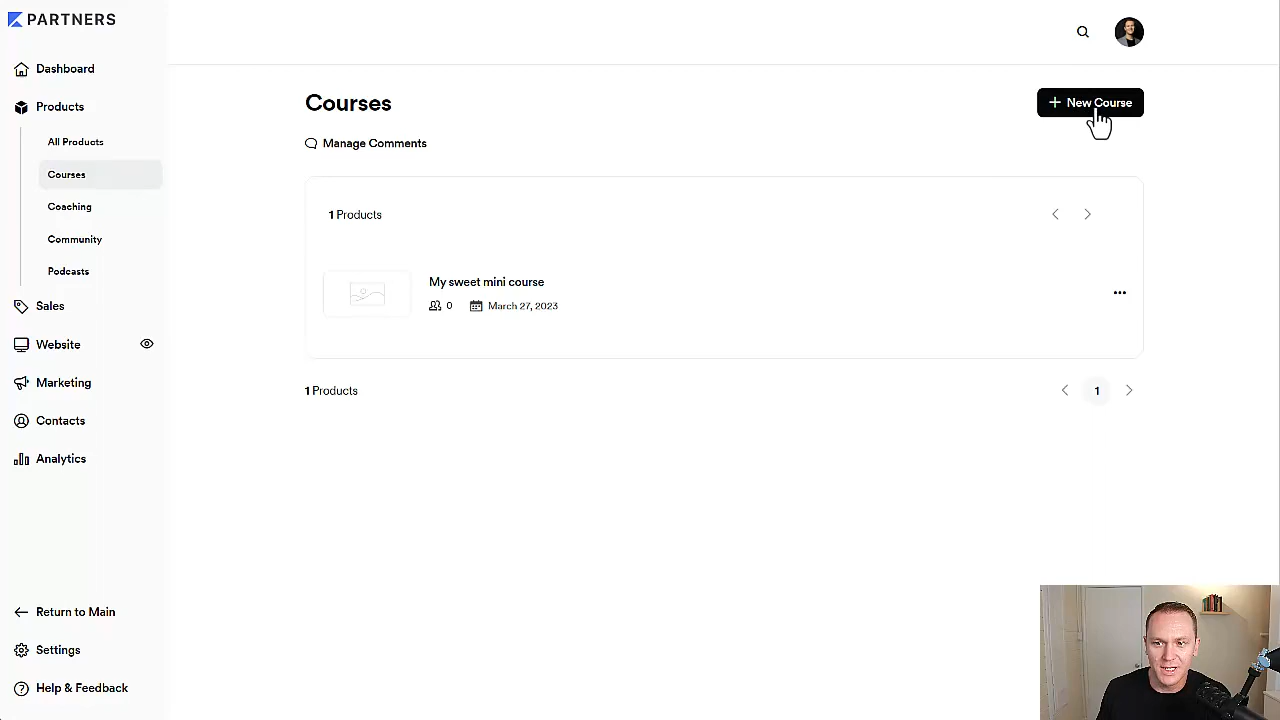 PARTNERS
Dashboard
Products
All Products
Courses
Coaching
Community
Podcasts
Sales
Website
Marketing
Contacts
Analytics
Return to Main
Settings
Help & Feedback
Courses
+ New Course
Manage Comments
1 Products
My sweet mini course
0 March 27, 2023
1 Products
1